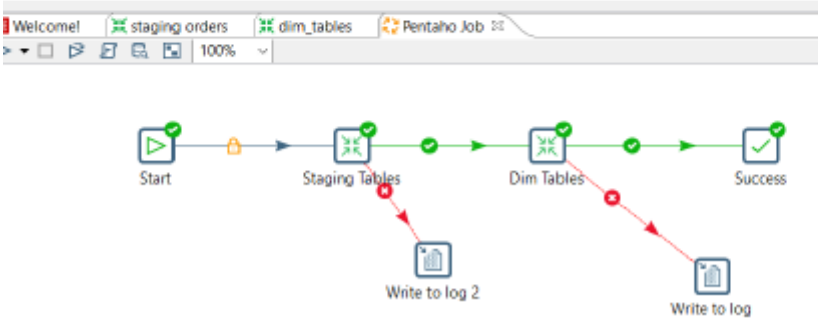 Welcome!
staging orders
dim_tables
Pentaho Job
100%
Start
Staging Tables
Dim Tables
Success
Write to log 2
Write to log